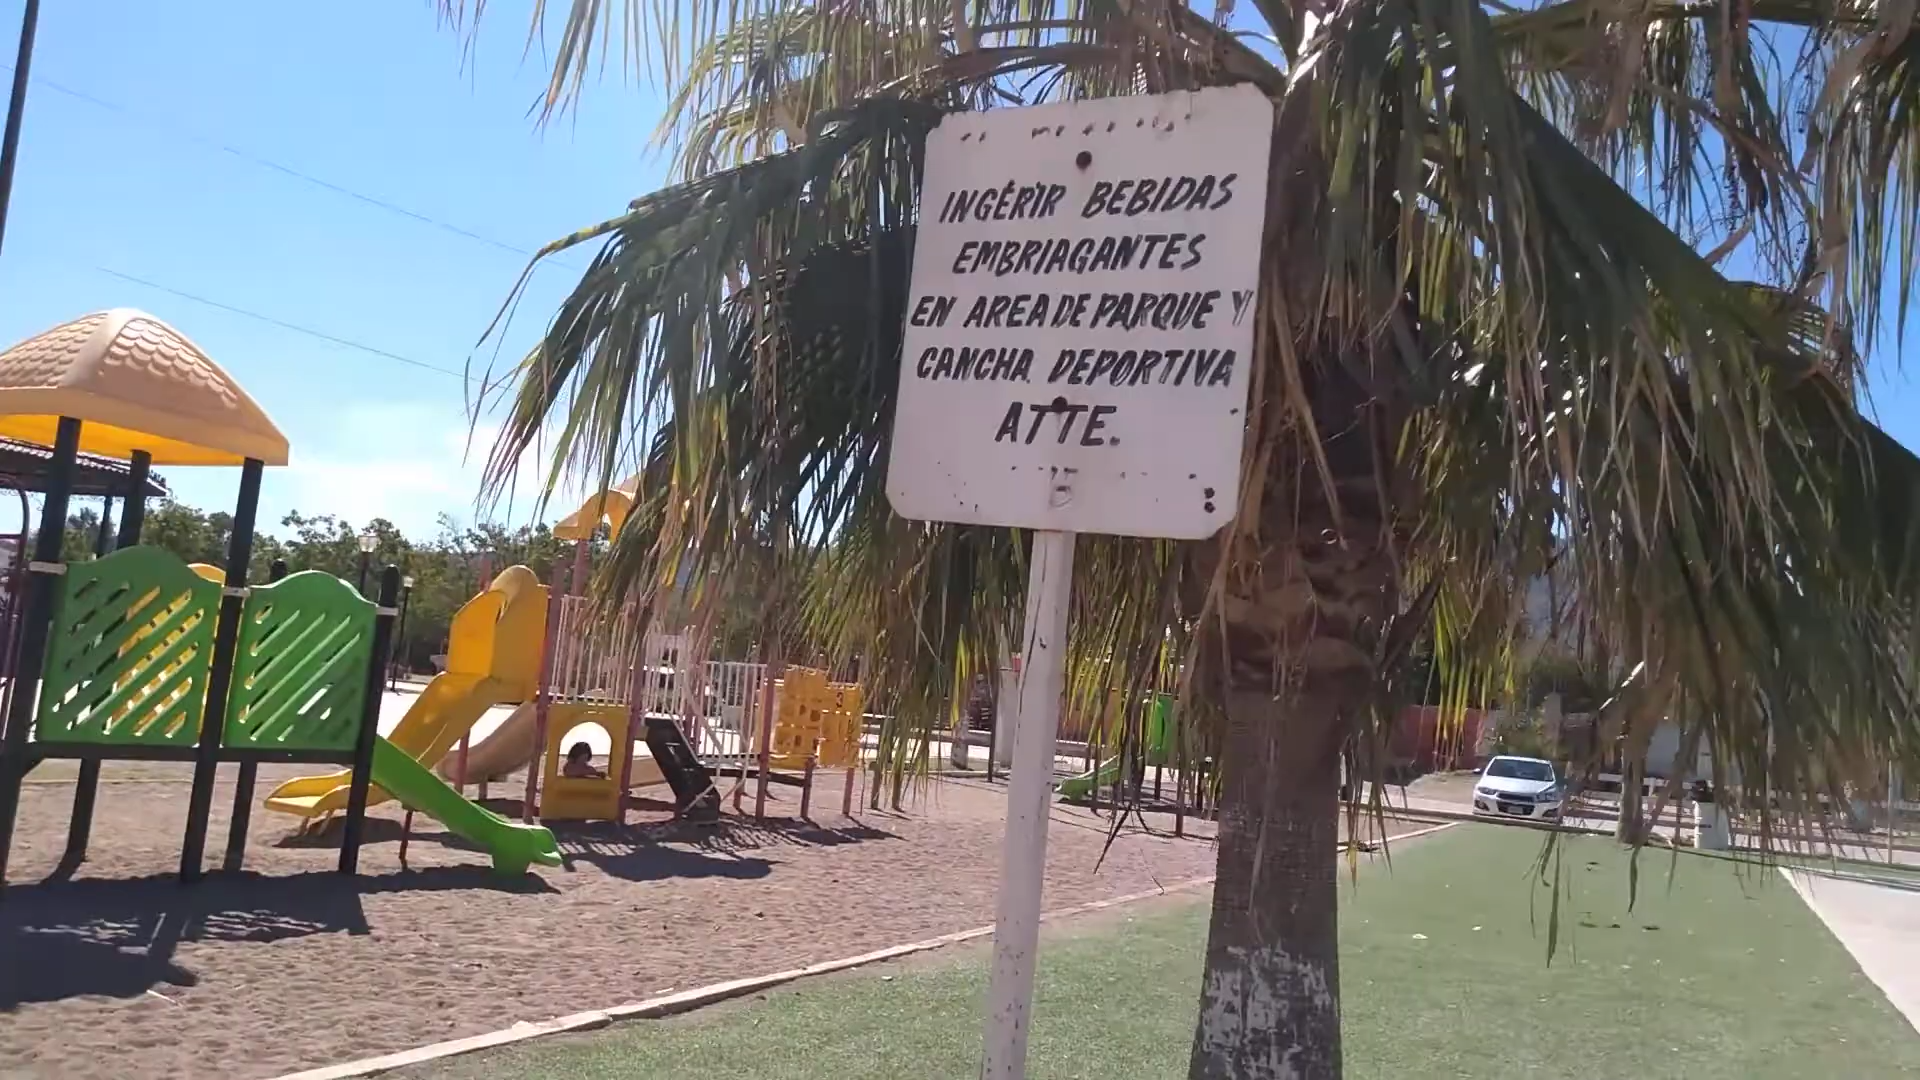 INGERIR BEBIDAS
EMBRIAGANTES
EN AREA DE PARQUE Y
CANCHA DEPORTIVA
ATTE.